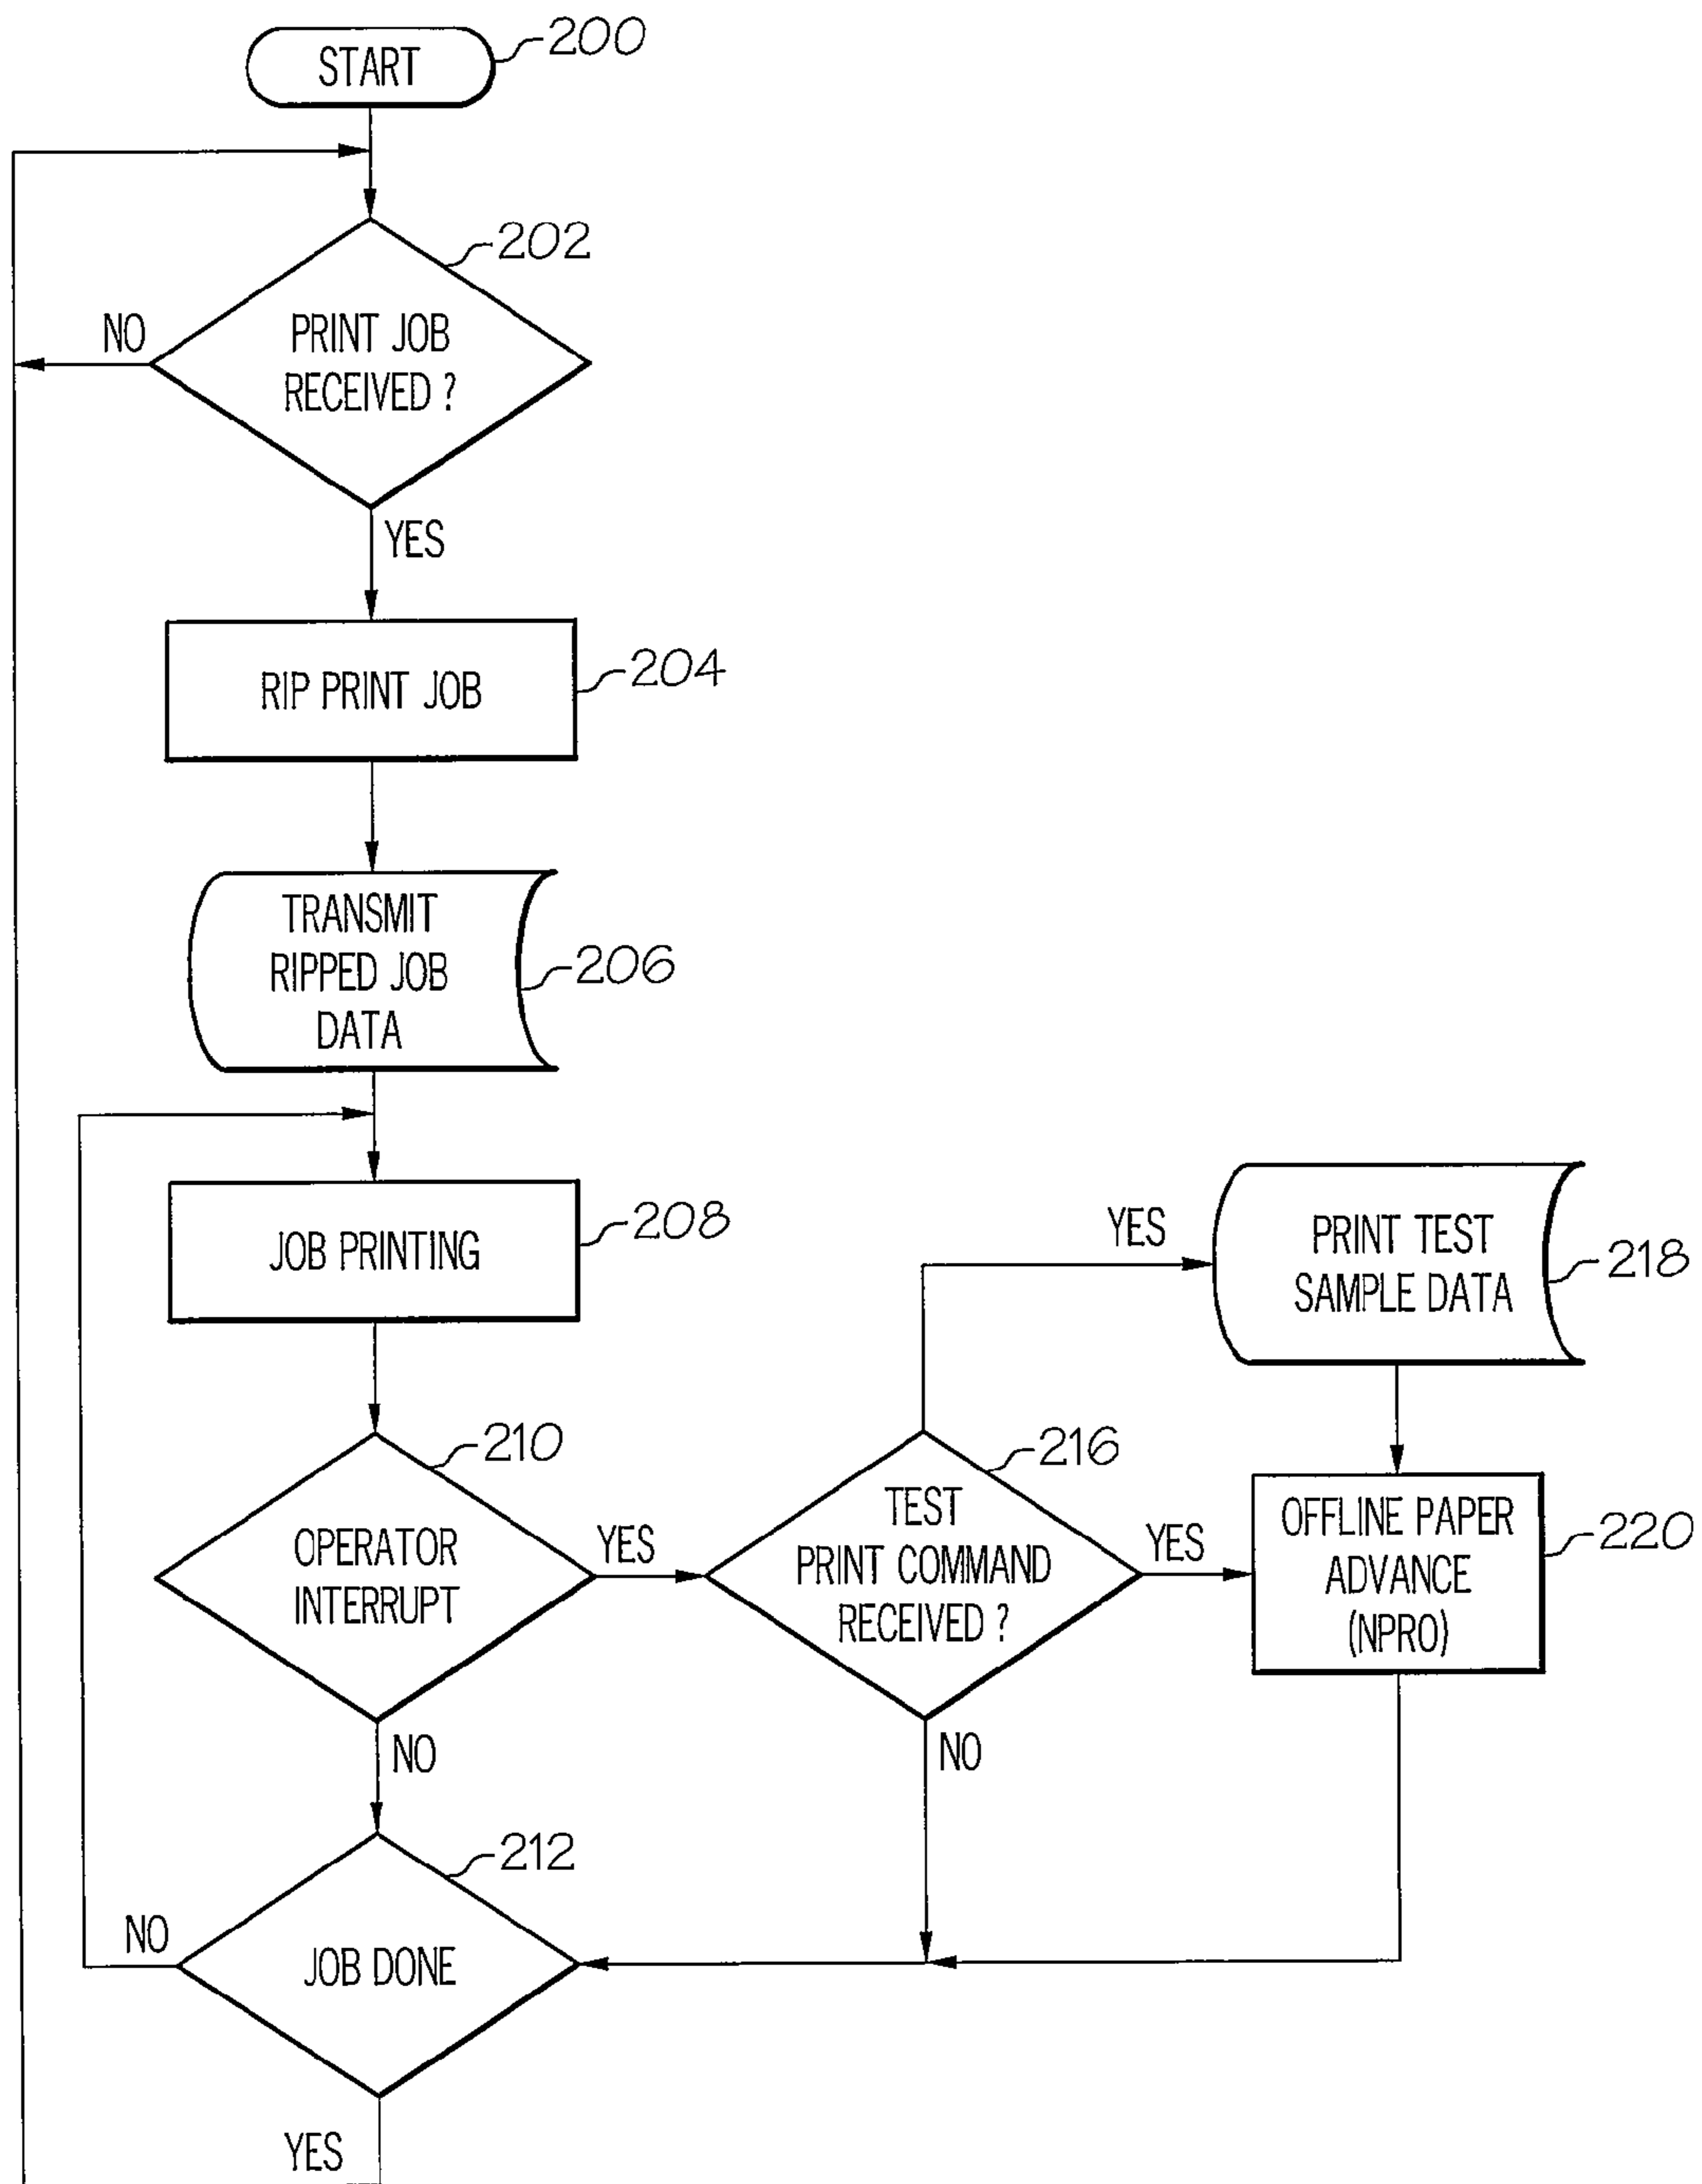 START
200
202
PRINT JOB
RECEIVED ?
NO
YES
RIP PRINT JOB
204
TRANSMIT
RIPPED JOB
DATA
206
JOB PRINTING
208
YES
PRINT TEST
SAMPLE DATA
218
210
OPERATOR
INTERRUPT
YES
NO
216
TEST
PRINT COMMAND
RECEIVED ?
YES
NO
OFFLINE PAPER
ADVANCE
(NPRO)
220
212
NO
JOB DONE
YES